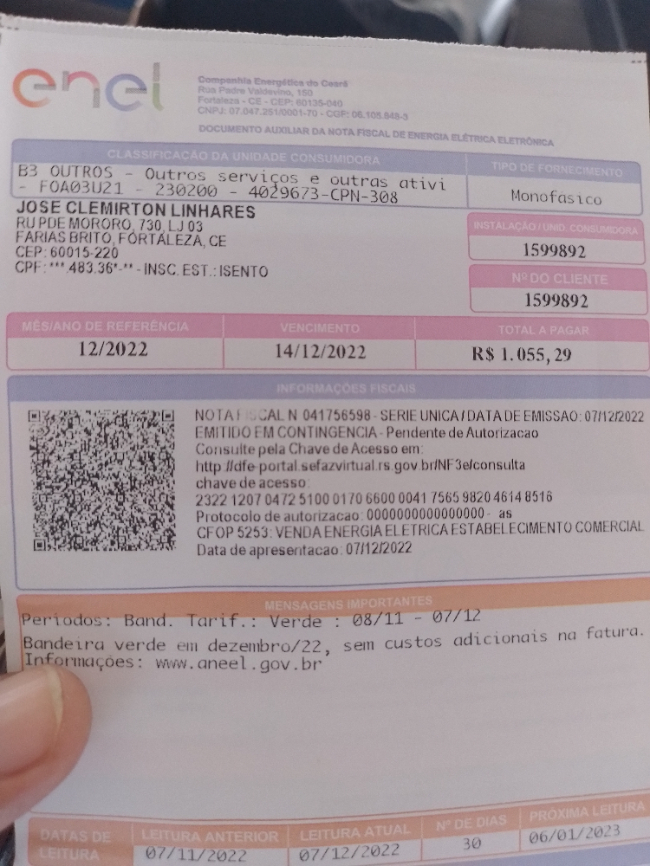 enel
Companhia Energética do Ceará
Rua Padre Valdevino, 150
Fortaleza - CE - CEP: 60135-040
CNPJ: 07.047.251/0001-70 - CGF: 06.105.848-3
DOCUMENTO AUXILIAR DA NOTA FISCAL DE ENERGIA ELÉTRICA ELETRÔNICA
CLASSIFICAÇÃO DA UNIDADE CONSUMIDORA
TIPO DE FORNECIMENTO
B3 OUTROS - Outros serviços e outras ativi
- FOA03U21 - 230200 - 4029673-CPN-308
Monofásico
JOSE CLEMIRTON LINHARES
RU PDE MORORO, 730, LJ 03
FARIAS BRITO, FORTALEZA, CE
CEP: 60015-220
CPF: ***.483.36*-** - INSC. EST.: ISENTO
INSTALAÇÃO / UNID. CONSUMIDORA
1599892
Nº DO CLIENTE
1599892
MÊS/ANO DE REFERÊNCIA
VENCIMENTO
TOTAL A PAGAR
12/2022
14/12/2022
R$ 1.055,29
INFORMAÇÕES FISCAIS
NOTA FISCAL N 041756598 - SERIE UNICA / DATA DE EMISSAO: 07/12/2022
EMITIDO EM CONTINGENCIA - Pendente de Autorizacao
Consulte pela Chave de Acesso em:
http://dfe-portal.sefazvirtual.rs.gov.br/NF3e/consulta
chave de acesso:
2322 1207 0472 5100 0170 6600 0041 7565 9820 4614 8516
Protocolo de autorizacao: 0000000000000000 - as
CFOP 5253: VENDA ENERGIA ELETRICA ESTABELECIMENTO COMERCIAL
Data de apresentacao: 07/12/2022
MENSAGENS IMPORTANTES
Períodos: Band. Tarif.: Verde : 08/11 - 07/12
Bandeira verde em dezembro/22, sem custos adicionais na fatura.
Informações: www.aneel.gov.br
DATAS DE LEITURA
LEITURA ANTERIOR
LEITURA ATUAL
Nº DE DIAS
PRÓXIMA LEITURA
07/11/2022
07/12/2022
30
06/01/2023